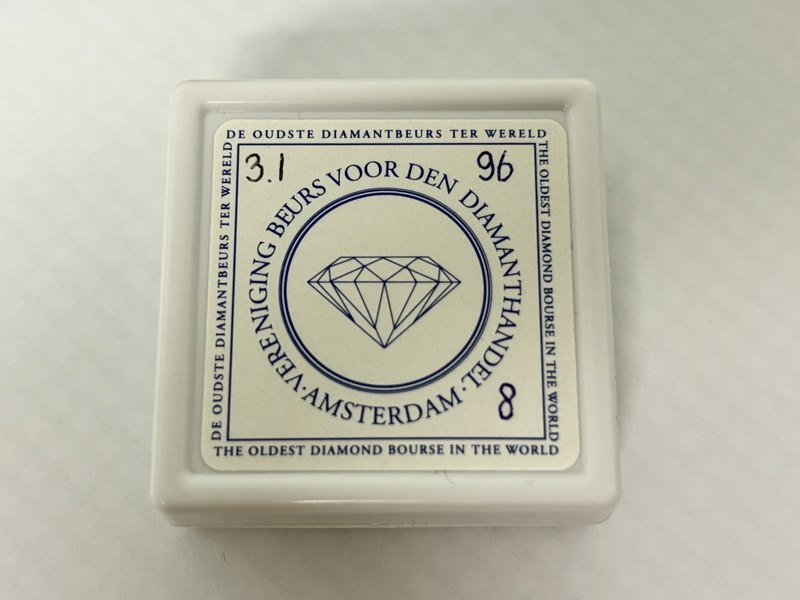 DE OUDSTE DIAMANTBEURS TER WERELD
THE OLDEST DIAMOND BOURSE IN THE WORLD
DE OUDSTE DIAMANTBEURS TER WERELD
3.1
96
VERENIGING BEURS VOOR DEN DIAMANTHANDEL
·AMSTERDAM·
8
THE OLDEST DIAMOND BOURSE IN THE WORLD